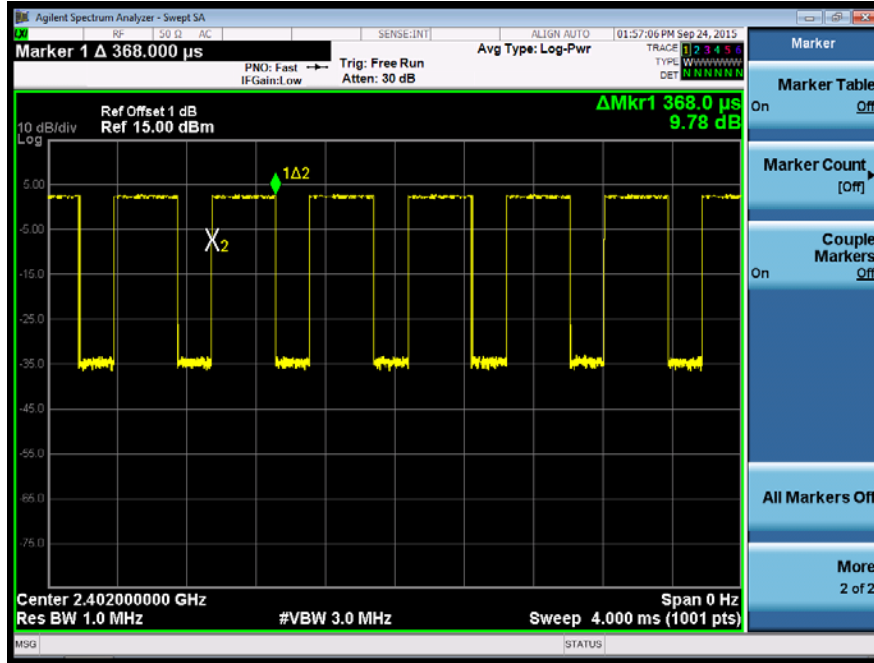 Agilent Spectrum Analyzer - Swept SA
RF 50 Ω AC SENSE:INT ALIGN AUTO 01:57:06 PM Sep 24, 2015
Marker 1 Δ 368.000 µs
PNO: Fast
IFGain:Low
Trig: Free Run
Atten: 30 dB
Avg Type: Log-Pwr
TRACE 1 2 3 4 5 6
TYPE WWWWWW
DET N N N N N N
ΔMkr1 368.0 µs
9.78 dB
Ref Offset 1 dB
10 dB/div Ref 15.00 dBm
Log
5.00
-5.00
-15.0
-25.0
-35.0
-45.0
-55.0
-65.0
-75.0
1Δ2
X2
Center 2.402000000 GHz Span 0 Hz
Res BW 1.0 MHz #VBW 3.0 MHz Sweep 4.000 ms (1001 pts)
MSG STATUS
Marker
Marker Table
On Off
Marker Count
[Off]
Couple
Markers
On Off
All Markers Off
More
2 of 2